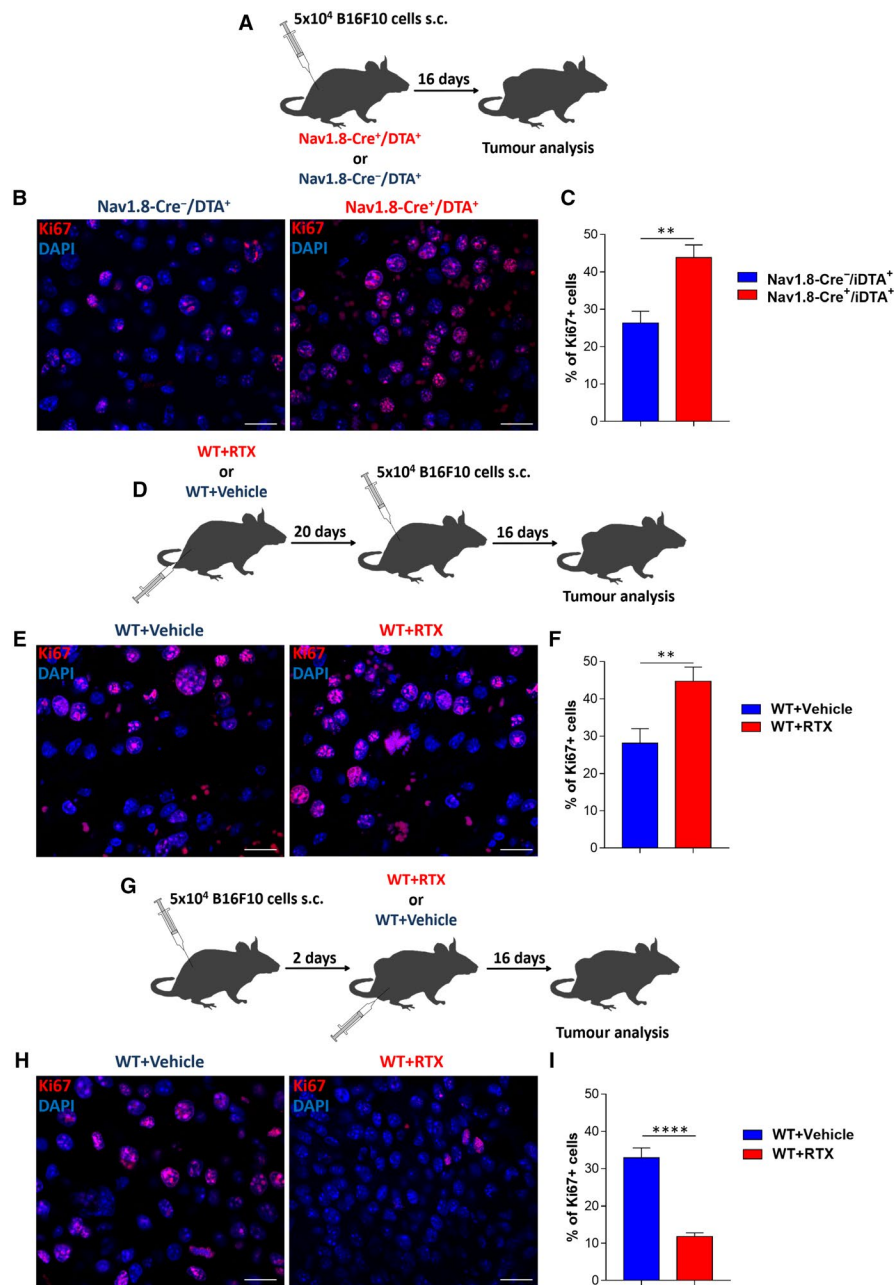 A
5x10⁴ B16F10 cells s.c.
16 days
Nav1.8-Cre⁺/DTA⁺
or
Nav1.8-Cre⁻/DTA⁺
Tumour analysis
B
Nav1.8-Cre⁻/DTA⁺
Ki67
DAPI
Nav1.8-Cre⁺/DTA⁺
Ki67
DAPI
C
% of Ki67+ cells
50
40
30
20
10
0
**
Nav1.8-Cre⁻/iDTA⁺
Nav1.8-Cre⁺/iDTA⁺
D
WT+RTX
or
WT+Vehicle
20 days
5x10⁴ B16F10 cells s.c.
16 days
Tumour analysis
E
WT+Vehicle
Ki67
DAPI
WT+RTX
Ki67
DAPI
F
% of Ki67+ cells
50
40
30
20
10
0
**
WT+Vehicle
WT+RTX
G
5x10⁴ B16F10 cells s.c.
2 days
WT+RTX
or
WT+Vehicle
16 days
Tumour analysis
H
WT+Vehicle
Ki67
DAPI
WT+RTX
Ki67
DAPI
I
% of Ki67+ cells
50
40
30
20
10
0
****
WT+Vehicle
WT+RTX